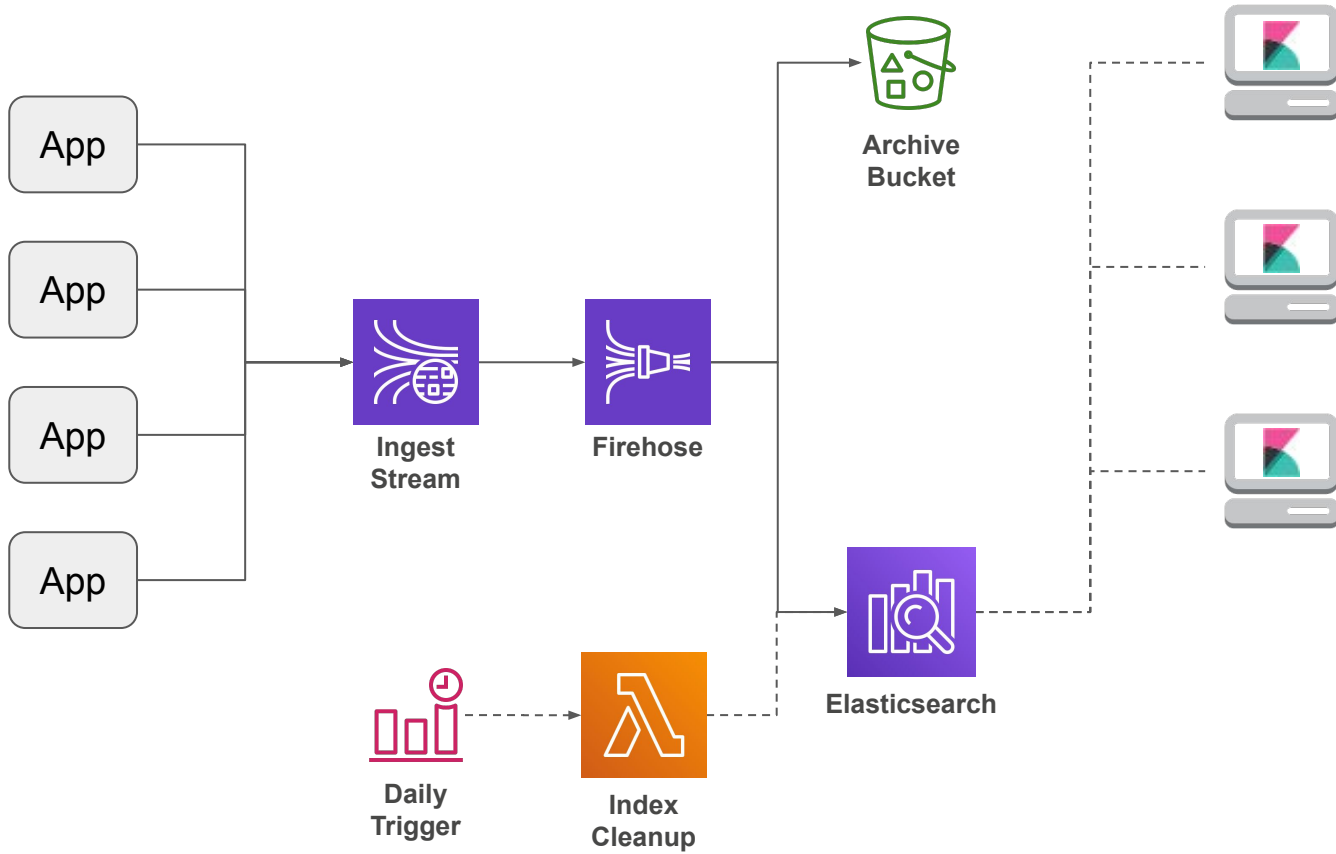 App
App
App
App
Ingest
Stream
Firehose
Archive
Bucket
Elasticsearch
Daily
Trigger
Index
Cleanup